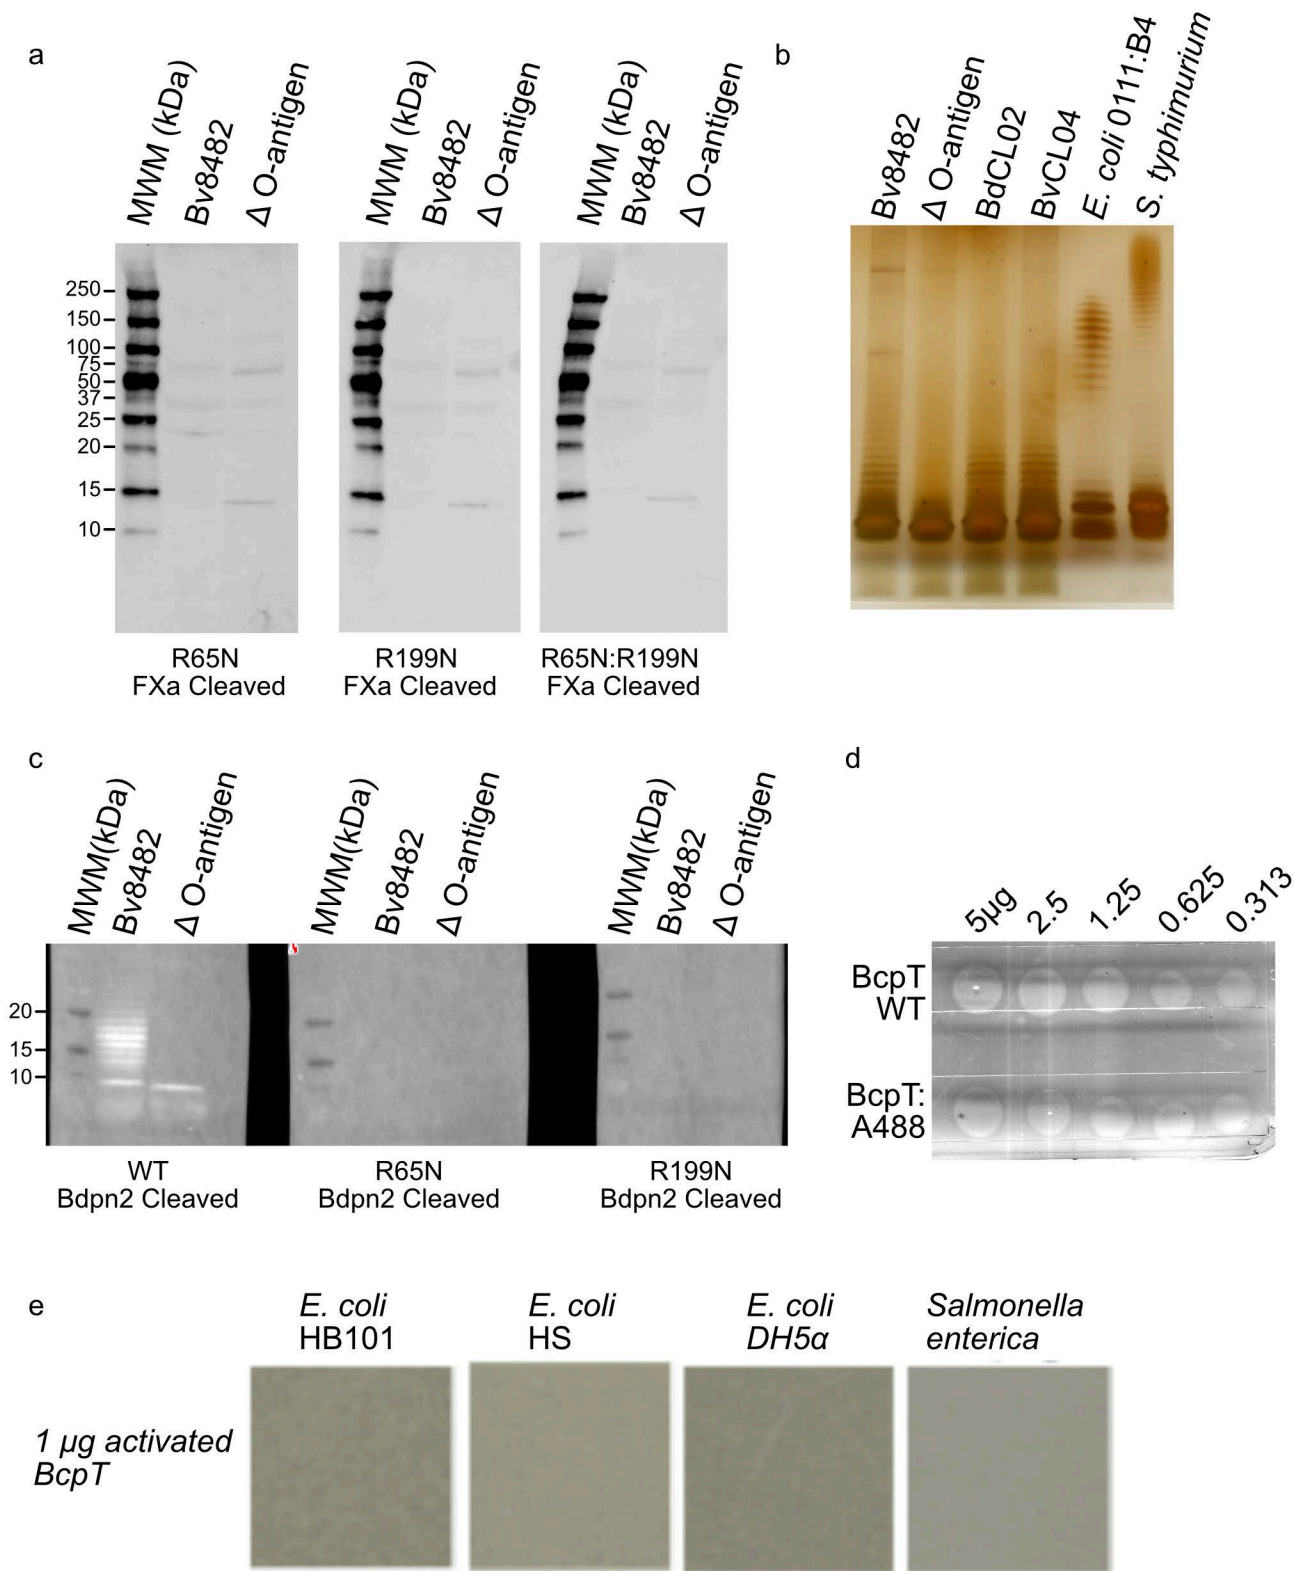 a
MWM (kDa)
Bv8482
Δ O-antigen
MWM (kDa)
Bv8482
Δ O-antigen
MWM (kDa)
Bv8482
Δ O-antigen
250
150
100
75
50
37
25
20
15
10
R65N
FXa Cleaved
R199N
FXa Cleaved
R65N:R199N
FXa Cleaved
b
Bv8482
Δ O-antigen
BdCL02
BvCL04
E. coli 0111:B4
S. typhimurium
c
MWM(kDa)
Bv8482
Δ O-antigen
MWM(kDa)
Bv8482
Δ O-antigen
MWM(kDa)
Bv8482
Δ O-antigen
20
15
10
WT
Bdpn2 Cleaved
R65N
Bdpn2 Cleaved
R199N
Bdpn2 Cleaved
d
5µg
2.5
1.25
0.625
0.313
BcpT
WT
BcpT:
A488
e
E. coli
HB101
E. coli
HS
E. coli
DH5α
Salmonella
enterica
1 µg activated
BcpT